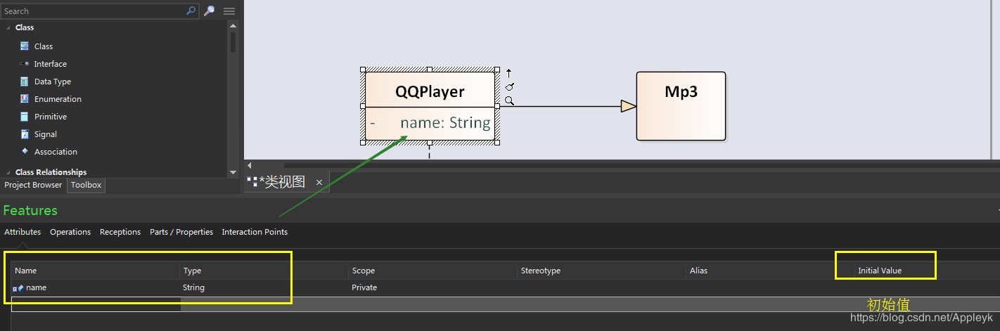 Search
Class
Class
Interface
Data Type
Enumeration
Primitive
Signal
Association
Class Relationships
Project Browser Toolbox
QQPlayer
- name: String
Mp3
*类视图 ×
Features
Attributes Operations Receptions Parts / Properties Interaction Points
Name Type Scope Stereotype Alias Initial Value
name String Private
初始值
https://blog.csdn.net/Appleyk